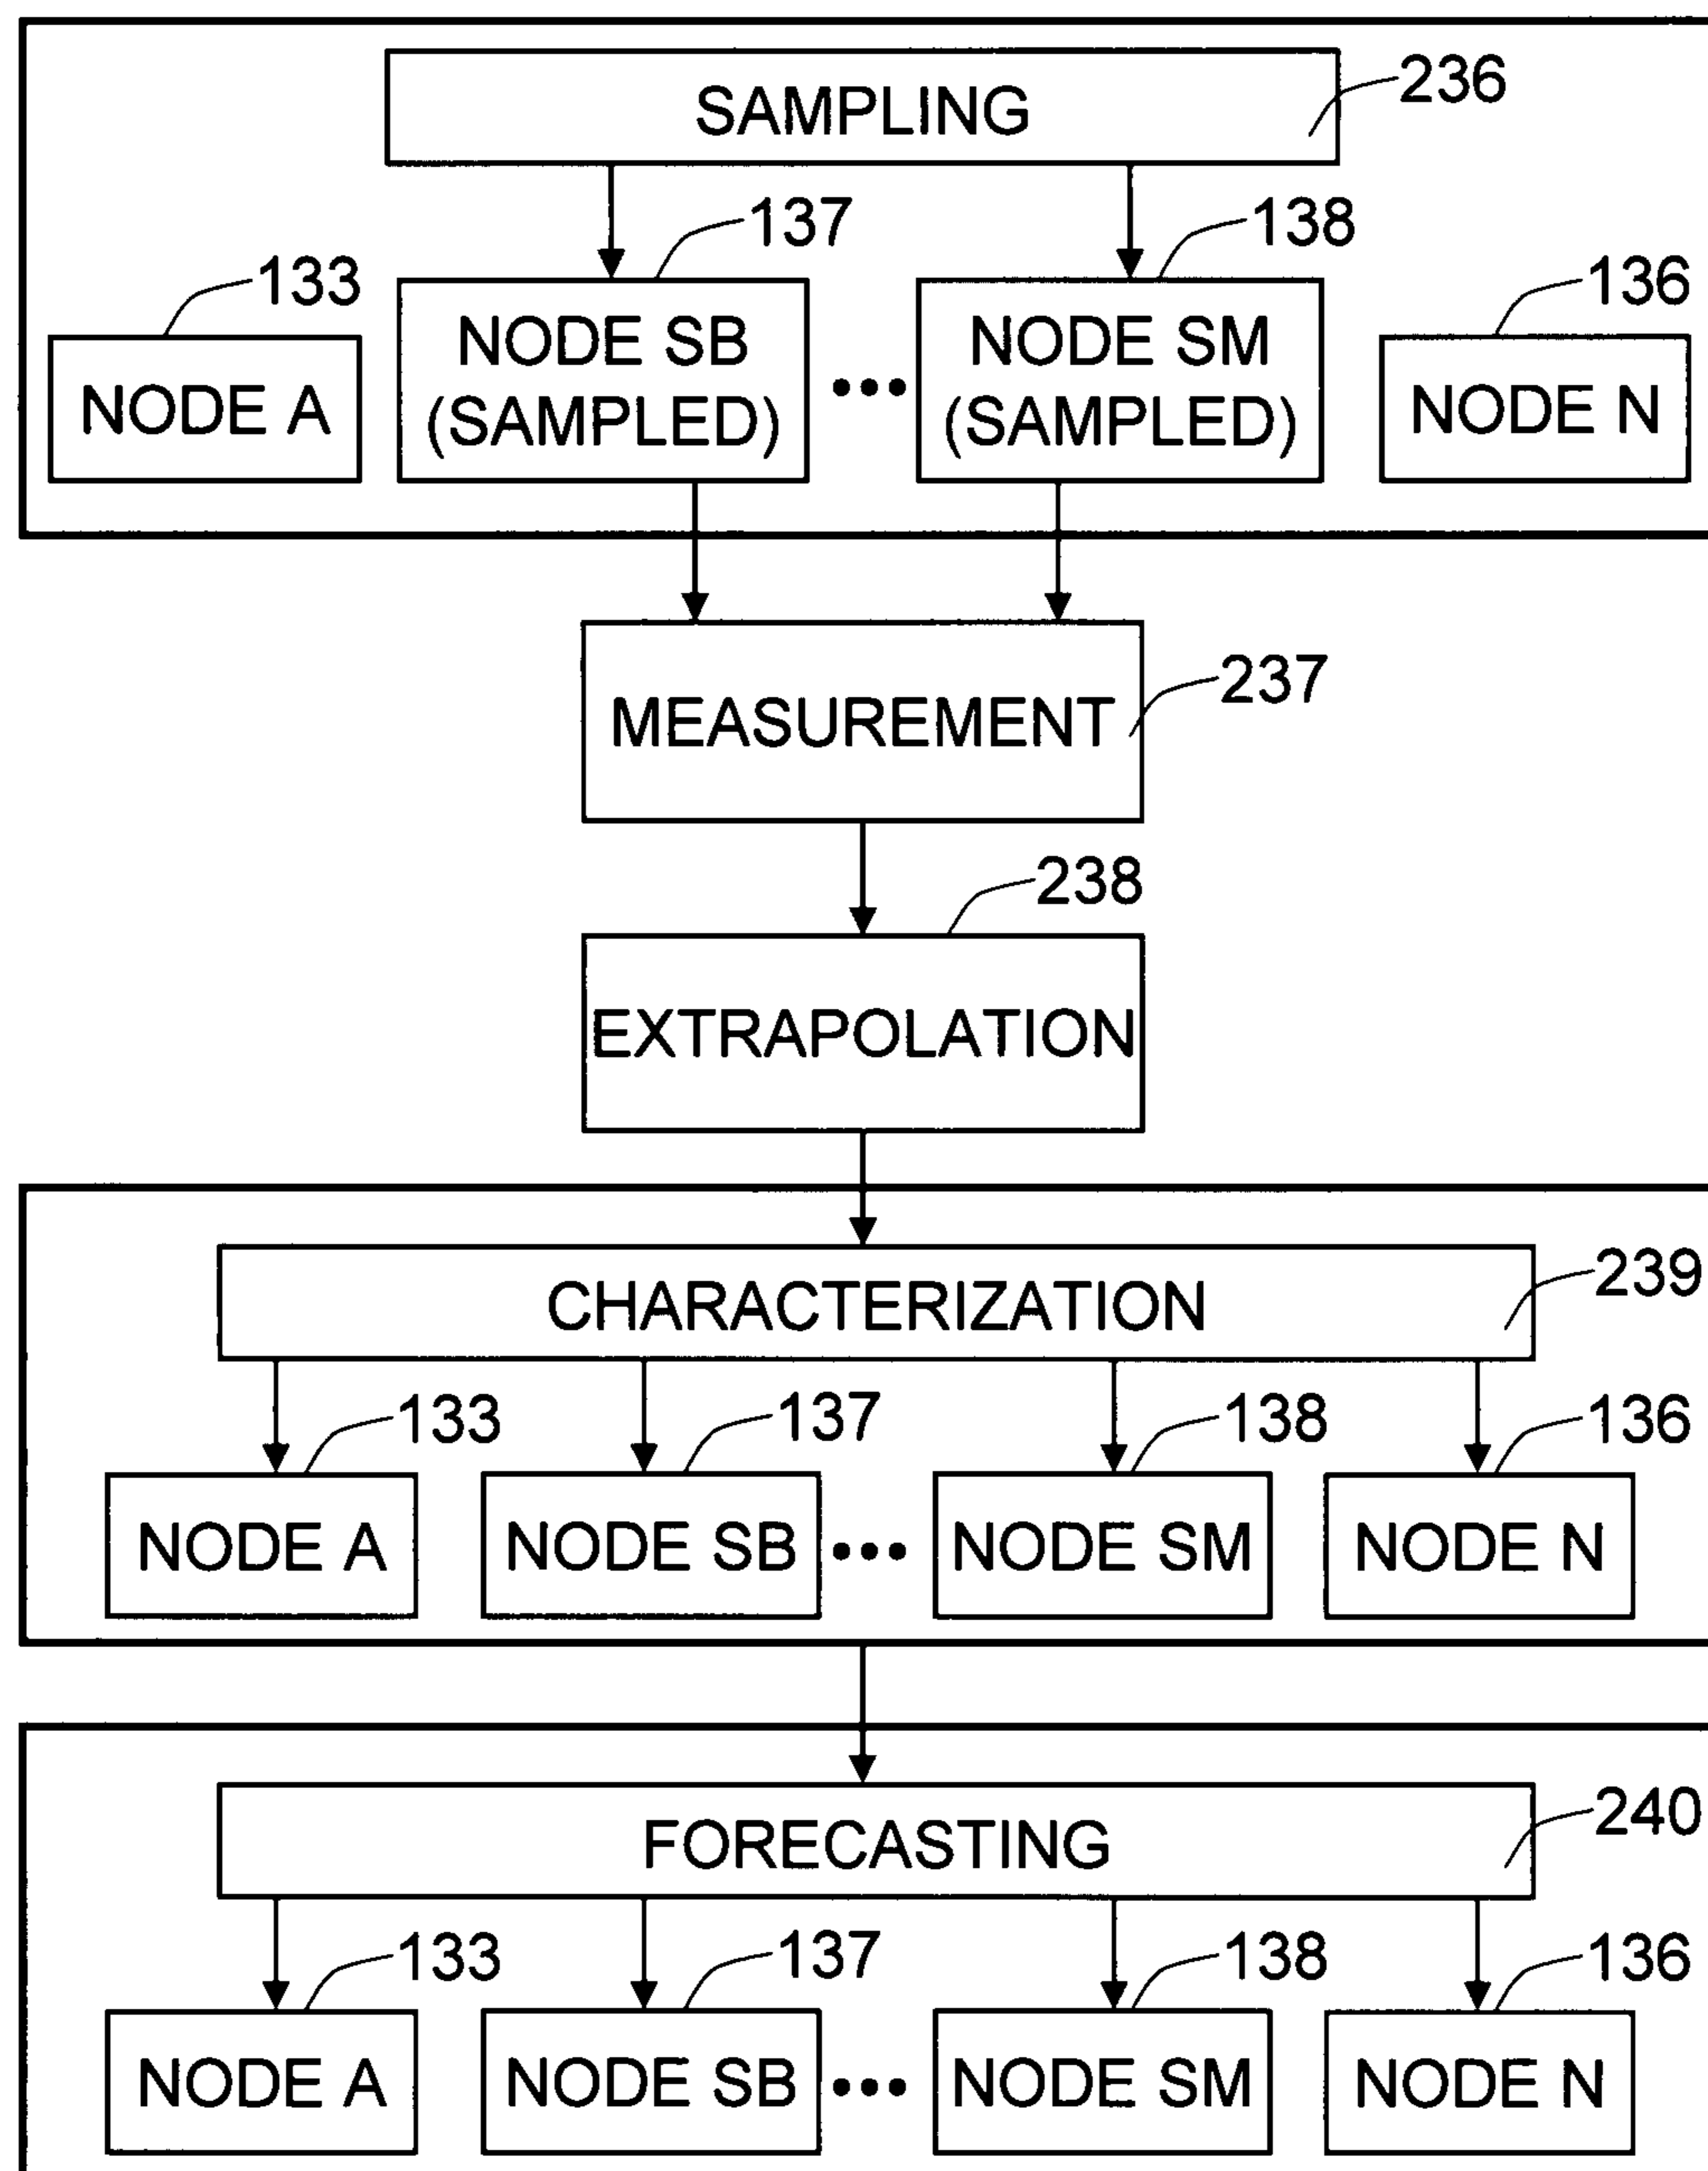 SAMPLING
236
137
138
133
136
NODE A
NODE SB
(SAMPLED)
•••
NODE SM
(SAMPLED)
NODE N
MEASUREMENT
237
238
EXTRAPOLATION
CHARACTERIZATION
239
133
137
138
136
NODE A
NODE SB
•••
NODE SM
NODE N
FORECASTING
240
133
137
138
136
NODE A
NODE SB
•••
NODE SM
NODE N